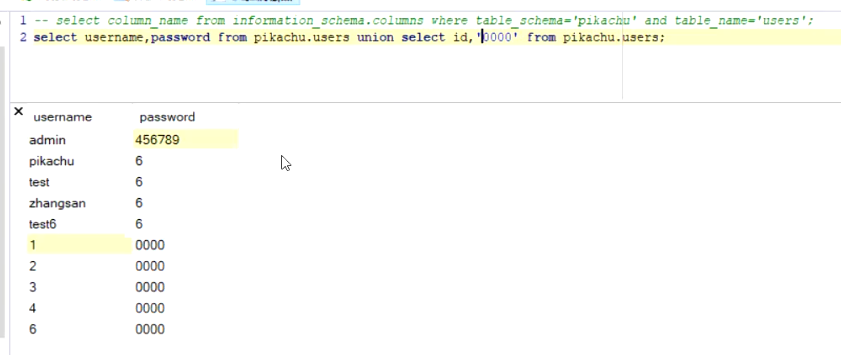 1 -- select column_name from information_schema.columns where table_schema='pikachu' and table_name='users';
2 select username,password from pikachu.users union select id,'0000' from pikachu.users;
username password
admin 456789
pikachu 6
test 6
zhangsan 6
test6 6
1 0000
2 0000
3 0000
4 0000
6 0000